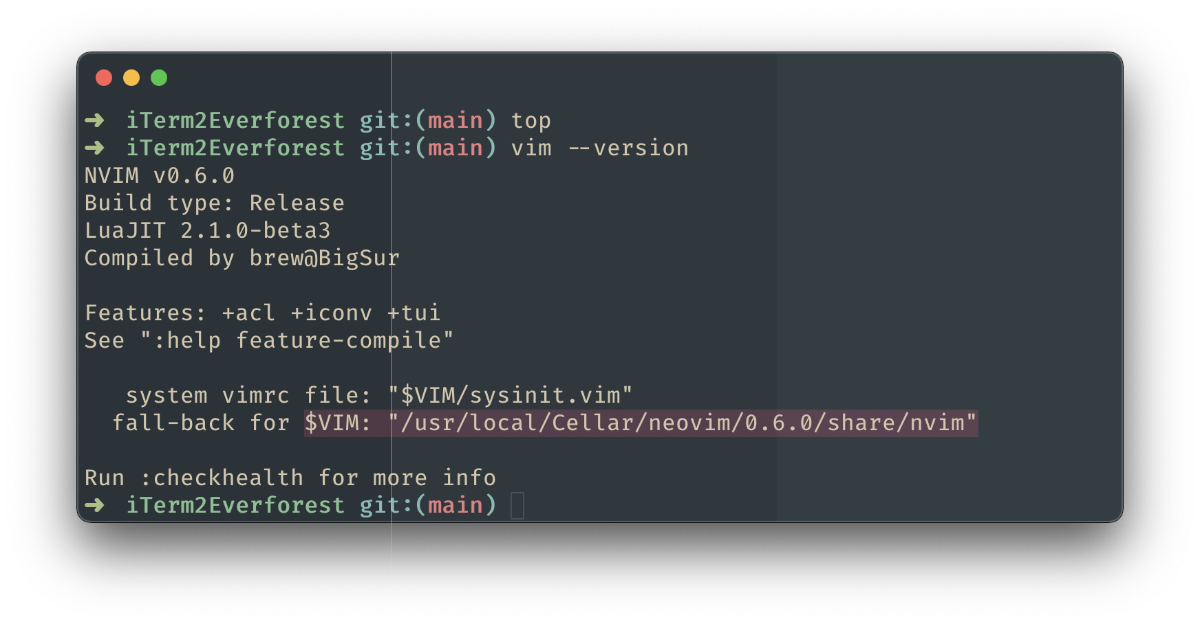 ➜ iTerm2Everforest git:(main) top
➜ iTerm2Everforest git:(main) vim --version
NVIM v0.6.0
Build type: Release
LuaJIT 2.1.0-beta3
Compiled by brew@BigSur
Features: +acl +iconv +tui
See ":help feature-compile"
system vimrc file: "$VIM/sysinit.vim"
fall-back for $VIM: "/usr/local/Cellar/neovim/0.6.0/share/nvim"
Run :checkhealth for more info
➜ iTerm2Everforest git:(main)